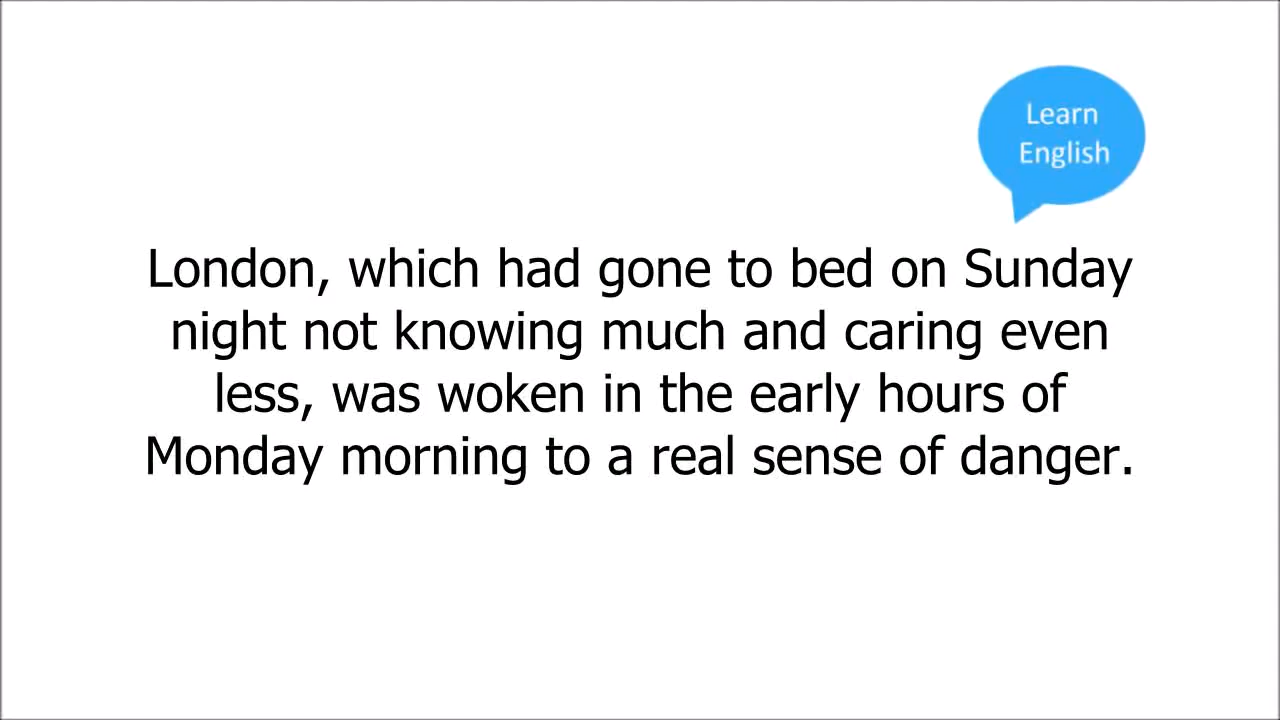 Learn
English
London, which had gone to bed on Sunday
night not knowing much and caring even
less, was woken in the early hours of
Monday morning to a real sense of danger.